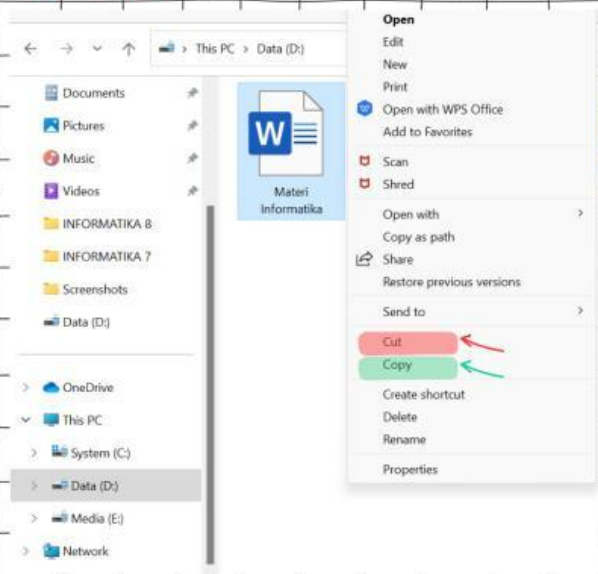 This PC > Data (D:)
Documents
Pictures
Music
Videos
INFORMATIKA 8
INFORMATIKA 7
Screenshots
Data (D:)
OneDrive
This PC
System (C:)
Data (D:)
Media (E:)
Network
W
Materi
Informatika
Open
Edit
New
Print
Open with WPS Office
Add to Favorites
Scan
Shred
Open with
Copy as path
Share
Restore previous versions
Send to
Cut
Copy
Create shortcut
Delete
Rename
Properties